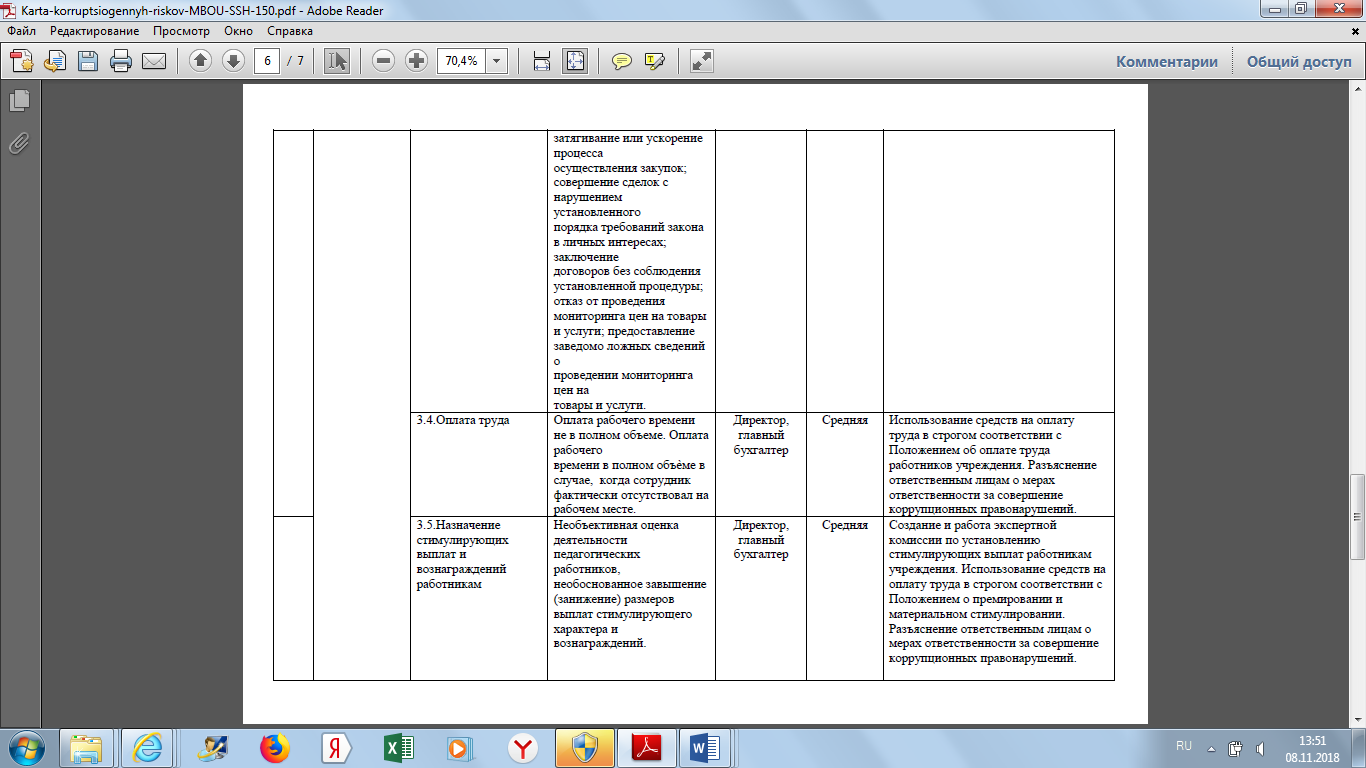 Karta-korruptsiogennyh-riskov-MBOU-SSH-150.pdf - Adobe Reader
Файл Редактирование Просмотр Окно Справка
6 / 7 70,4% Комментарии Общий доступ
затягивание или ускорение
процесса
осуществления закупок;
совершение сделок с
нарушением
установленного
порядка требований закона
в личных интересах;
заключение
договоров без соблюдения
установленной процедуры;
отказ от проведения
мониторинга цен на товары
и услуги; предоставление
заведомо ложных сведений
о
проведении мониторинга
цен на
товары и услуги.
3.4.Оплата труда
Оплата рабочего времени
не в полном объеме. Оплата
рабочего
времени в полном объѐме в
случае, когда сотрудник
фактически отсутствовал на
рабочем месте.
Директор,
главный
бухгалтер
Средняя
Использование средств на оплату
труда в строгом соответствии с
Положением об оплате труда
работников учреждения. Разъяснение
ответственным лицам о мерах
ответственности за совершение
коррупционных правонарушений.
3.5.Назначение
стимулирующих
выплат и
вознаграждений
работникам
Необъективная оценка
деятельности
педагогических
работников,
необоснованное завышение
(занижение) размеров
выплат стимулирующего
характера и
вознаграждений.
Директор,
главный
бухгалтер
Средняя
Создание и работа экспертной
комиссии по установлению
стимулирующих выплат работникам
учреждения. Использование средств на
оплату труда в строгом соответствии с
Положением о премировании и
материальном стимулировании.
Разъяснение ответственным лицам о
мерах ответственности за совершение
коррупционных правонарушений.
RU
13:51
08.11.2018